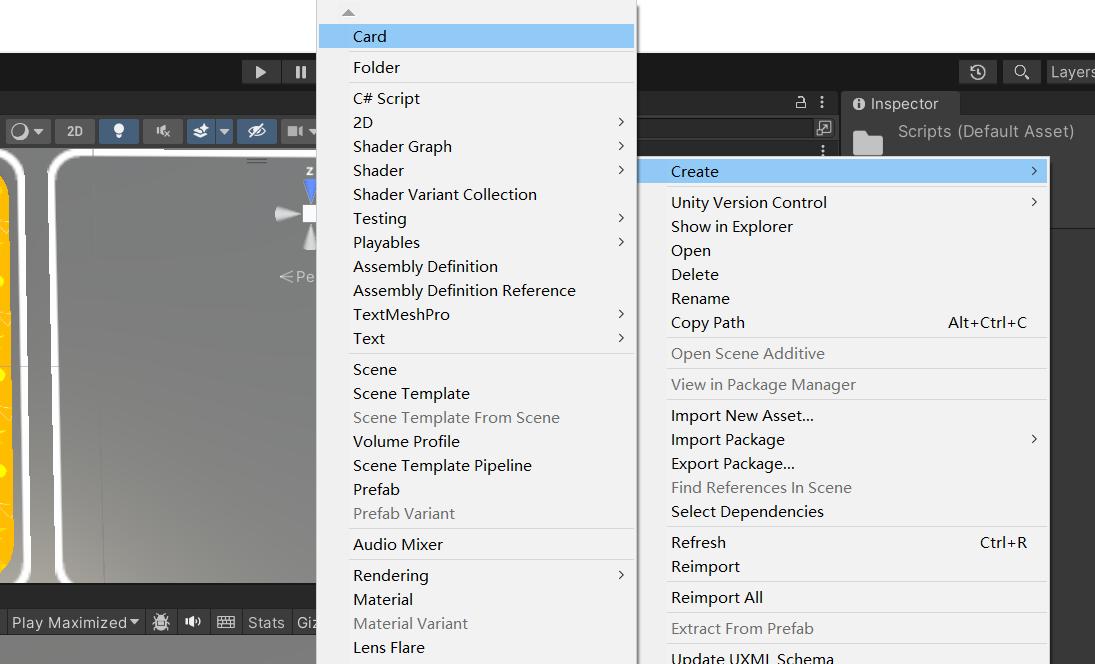 Card
Folder
C# Script
2D
Shader Graph
Shader
Shader Variant Collection
Testing
Playables
Assembly Definition
Assembly Definition Reference
TextMeshPro
Text
Scene
Scene Template
Scene Template From Scene
Volume Profile
Scene Template Pipeline
Prefab
Prefab Variant
Audio Mixer
Rendering
Material
Material Variant
Lens Flare
Layers
Inspector
Scripts (Default Asset)
Create
Unity Version Control
Show in Explorer
Open
Delete
Rename
Copy Path Alt+Ctrl+C
Open Scene Additive
View in Package Manager
Import New Asset...
Import Package
Export Package...
Find References In Scene
Select Dependencies
Refresh Ctrl+R
Reimport
Reimport All
Extract From Prefab
Update UXML Schema
2D
z
Play Maximized
Stats